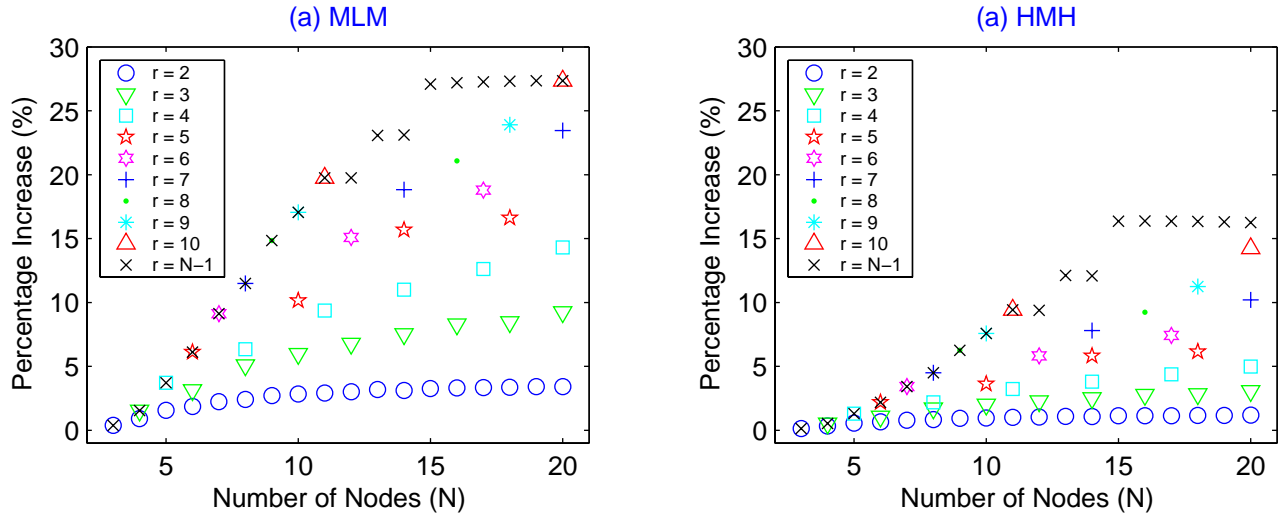 (a) MLM
30
25
20
15
10
5
0
Percentage Increase (%)
r = 2
r = 3
r = 4
r = 5
r = 6
r = 7
r = 8
r = 9
r = 10
r = N−1
5
10
15
20
Number of Nodes (N)
(a) HMH
30
25
20
15
10
5
0
Percentage Increase (%)
r = 2
r = 3
r = 4
r = 5
r = 6
r = 7
r = 8
r = 9
r = 10
r = N−1
5
10
15
20
Number of Nodes (N)